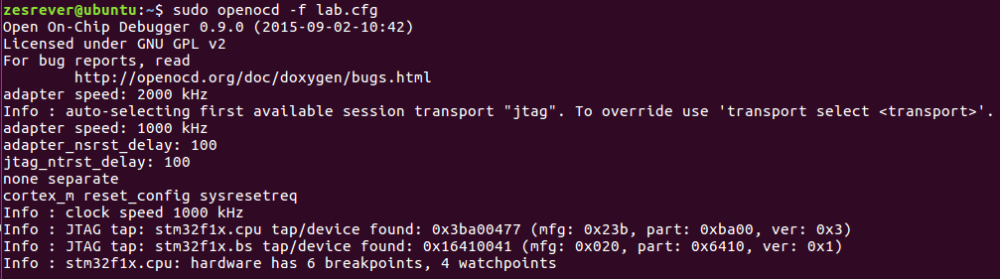 zesrever@ubuntu:~$ sudo openocd -f lab.cfg
Open On-Chip Debugger 0.9.0 (2015-09-02-10:42)
Licensed under GNU GPL v2
For bug reports, read
        http://openocd.org/doc/doxygen/bugs.html
adapter speed: 2000 kHz
Info : auto-selecting first available session transport "jtag". To override use 'transport select <transport>'.
adapter speed: 1000 kHz
adapter_nsrst_delay: 100
jtag_ntrst_delay: 100
none separate
cortex_m reset_config sysresetreq
Info : clock speed 1000 kHz
Info : JTAG tap: stm32f1x.cpu tap/device found: 0x3ba00477 (mfg: 0x23b, part: 0xba00, ver: 0x3)
Info : JTAG tap: stm32f1x.bs tap/device found: 0x16410041 (mfg: 0x020, part: 0x6410, ver: 0x1)
Info : stm32f1x.cpu: hardware has 6 breakpoints, 4 watchpoints